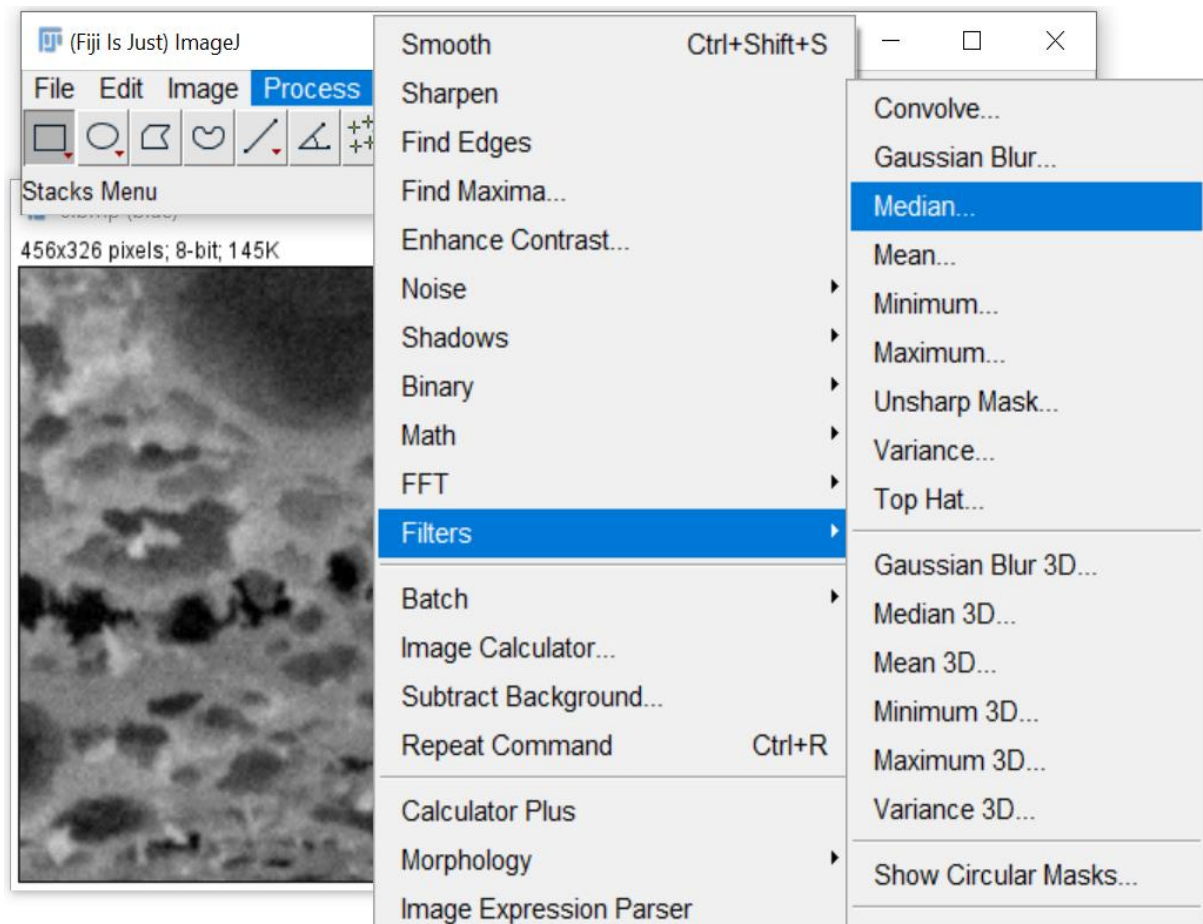 (Fiji Is Just) ImageJ
File Edit Image Process
Stacks Menu
(blue)
456x326 pixels; 8-bit; 145K
Smooth Ctrl+Shift+S
Sharpen
Find Edges
Find Maxima...
Enhance Contrast...
Noise
Shadows
Binary
Math
FFT
Filters
Batch
Image Calculator...
Subtract Background...
Repeat Command Ctrl+R
Calculator Plus
Morphology
Image Expression Parser
Convolve...
Gaussian Blur...
Median...
Mean...
Minimum...
Maximum...
Unsharp Mask...
Variance...
Top Hat...
Gaussian Blur 3D...
Median 3D...
Mean 3D...
Minimum 3D...
Maximum 3D...
Variance 3D...
Show Circular Masks...